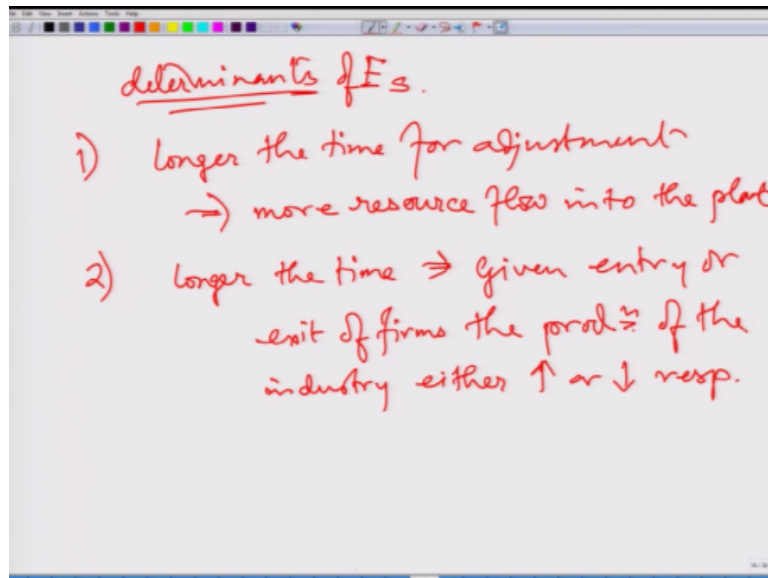 determinants of Es.
1) longer the time for adjustment
→ more resource flow into the plant
2) longer the time ⇒ Given entry or
exit of firms the prodⁿ of the
industry either ↑ or ↓ resp.